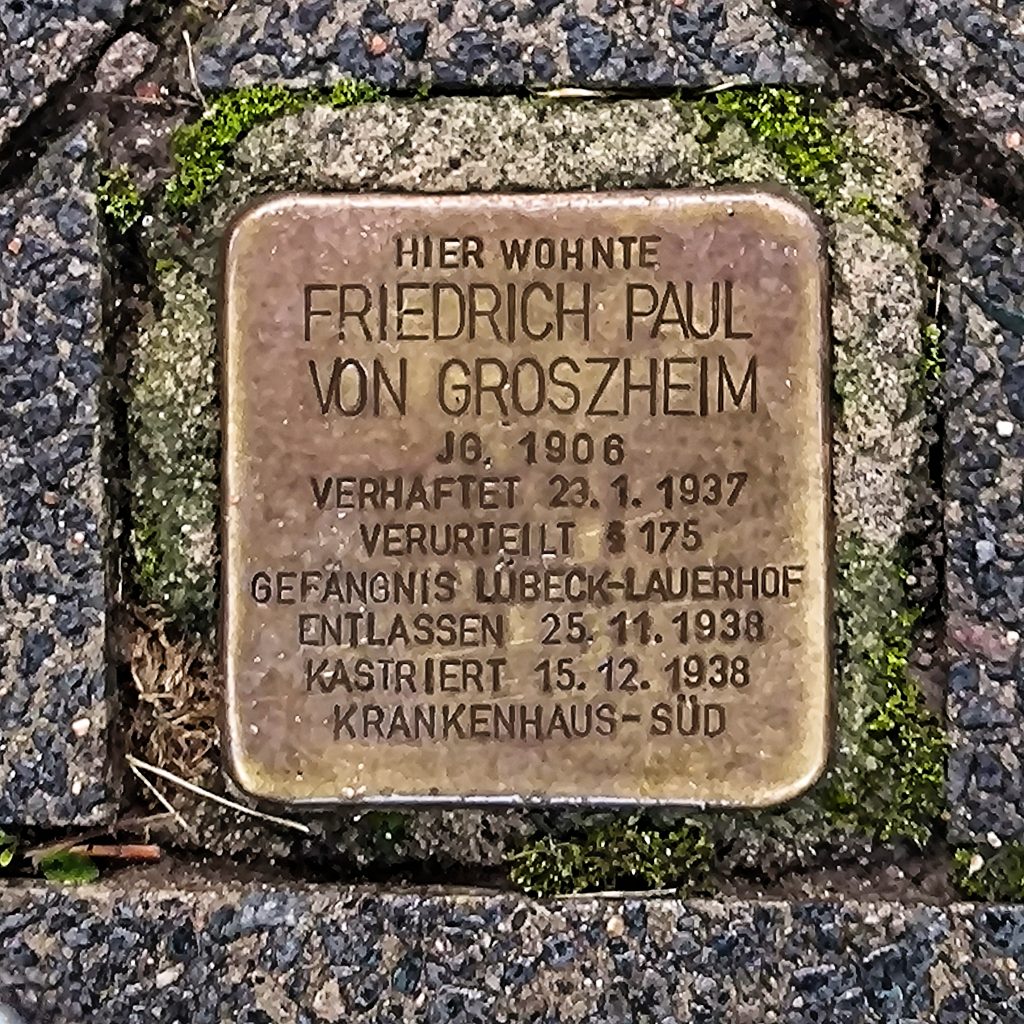 HIER WOHNTE
FRIEDRICH PAUL
VON GROSZHEIM
JG. 1906
VERHAFTET 23.1.1937
VERURTEILT § 175
GEFÄNGNIS LÜBECK-LAUERHOF
ENTLASSEN 25.11.1938
KASTRIERT 15.12.1938
KRANKENHAUS-SÜD